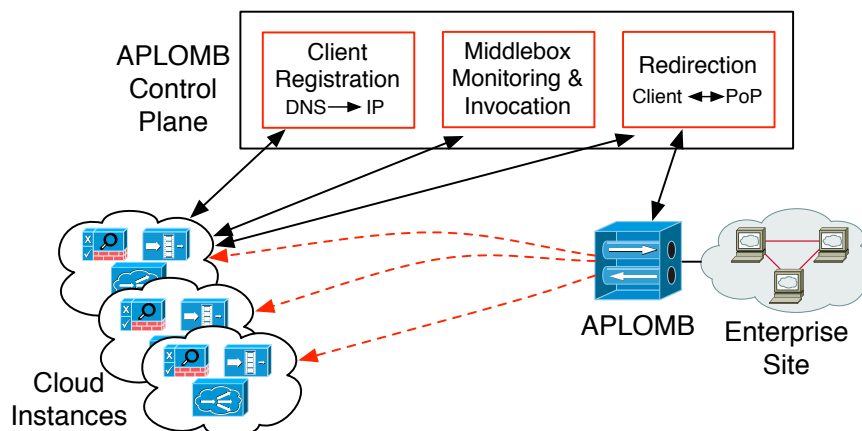 APLOMB
Control
Plane
Client
Registration
DNS IP
Middlebox
Monitoring &
Invocation
Redirection
Client PoP
X
X
X
APLOMB
Enterprise
Site
Cloud
Instances